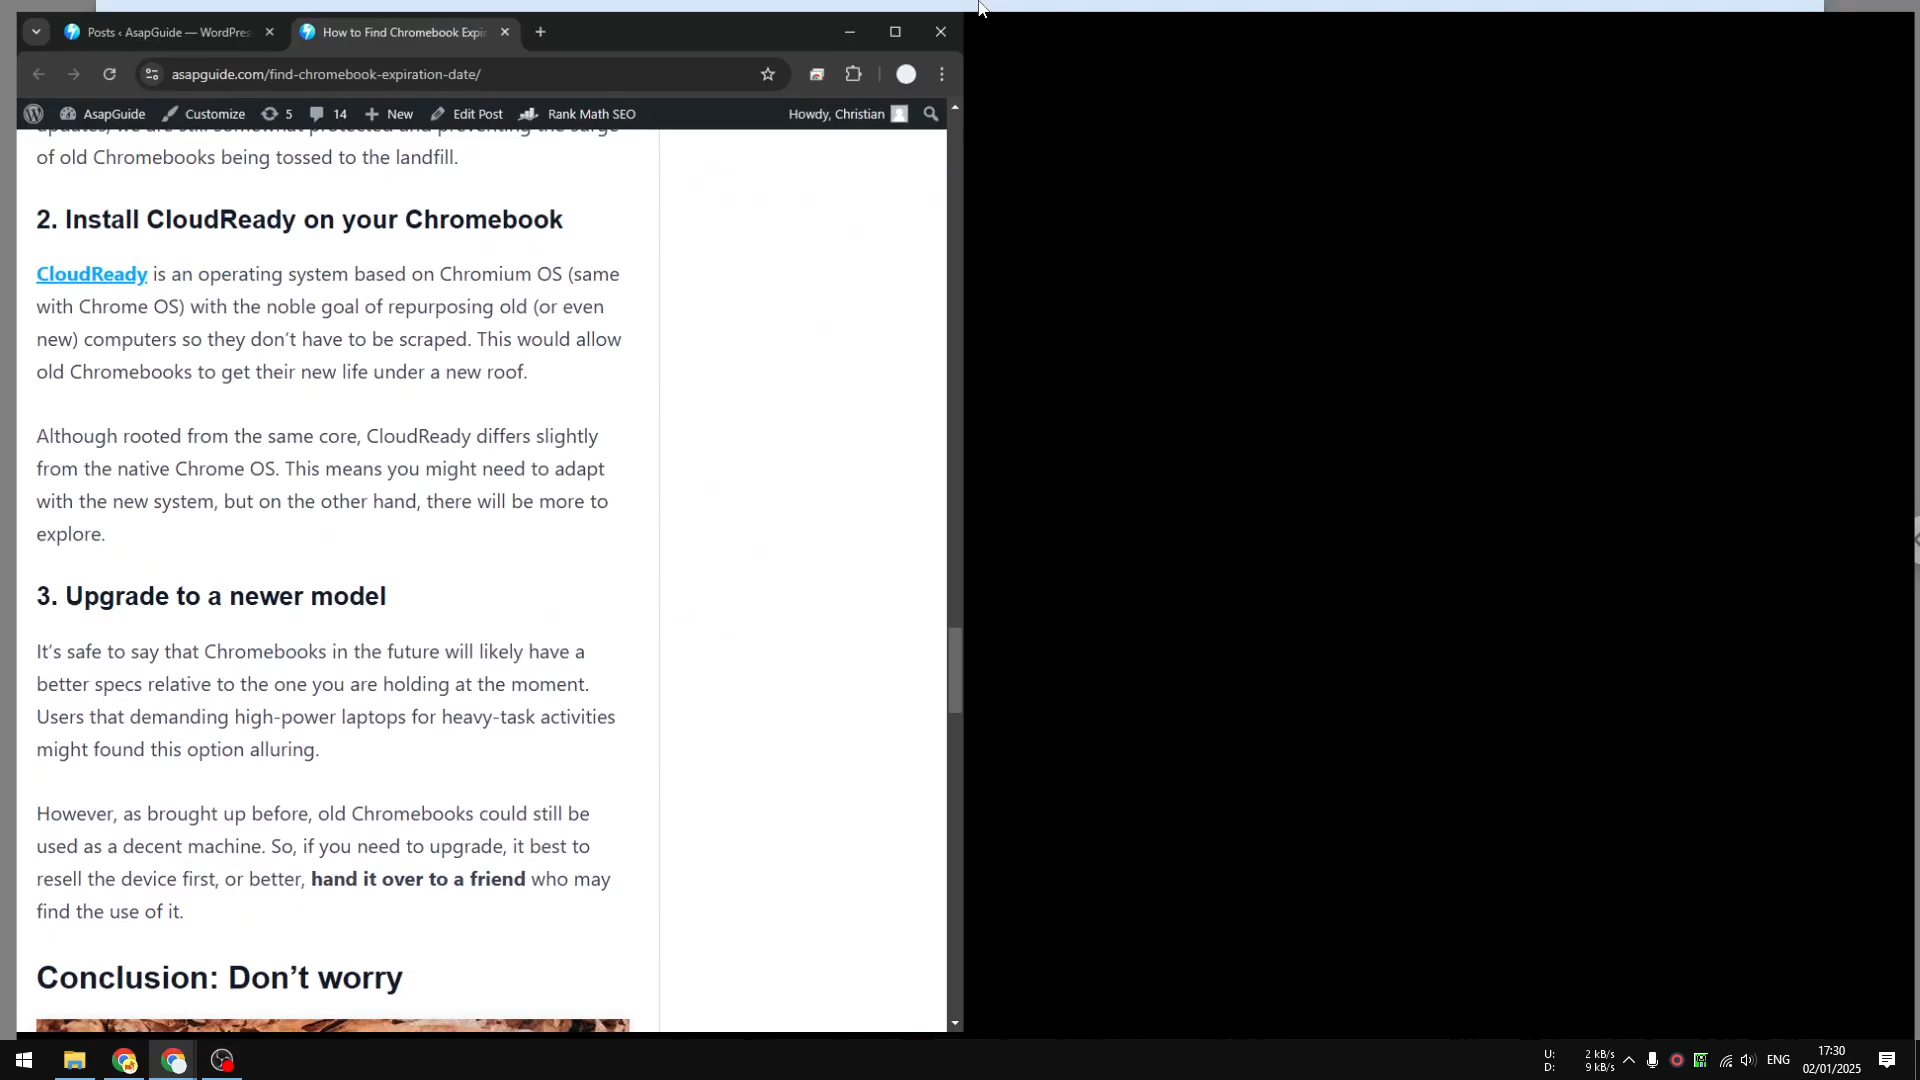 Posts ‹ AsapGuide — WordPres
How to Find Chromebook Expir
asapguide.com/find-chromebook-expiration-date/
AsapGuide
Customize
5
14
New
Edit Post
Rank Math SEO
Howdy, Christian
updates, we are still somewhat protected and preventing the surge
of old Chromebooks being tossed to the landfill.
2. Install CloudReady on your Chromebook
CloudReady is an operating system based on Chromium OS (same
with Chrome OS) with the noble goal of repurposing old (or even
new) computers so they don’t have to be scraped. This would allow
old Chromebooks to get their new life under a new roof.
Although rooted from the same core, CloudReady differs slightly
from the native Chrome OS. This means you might need to adapt
with the new system, but on the other hand, there will be more to
explore.
3. Upgrade to a newer model
It’s safe to say that Chromebooks in the future will likely have a
better specs relative to the one you are holding at the moment.
Users that demanding high-power laptops for heavy-task activities
might found this option alluring.
However, as brought up before, old Chromebooks could still be
used as a decent machine. So, if you need to upgrade, it best to
resell the device first, or better, hand it over to a friend who may
find the use of it.
Conclusion: Don’t worry
U: 2 kB/s
D: 9 kB/s
ENG
17:30
02/01/2025